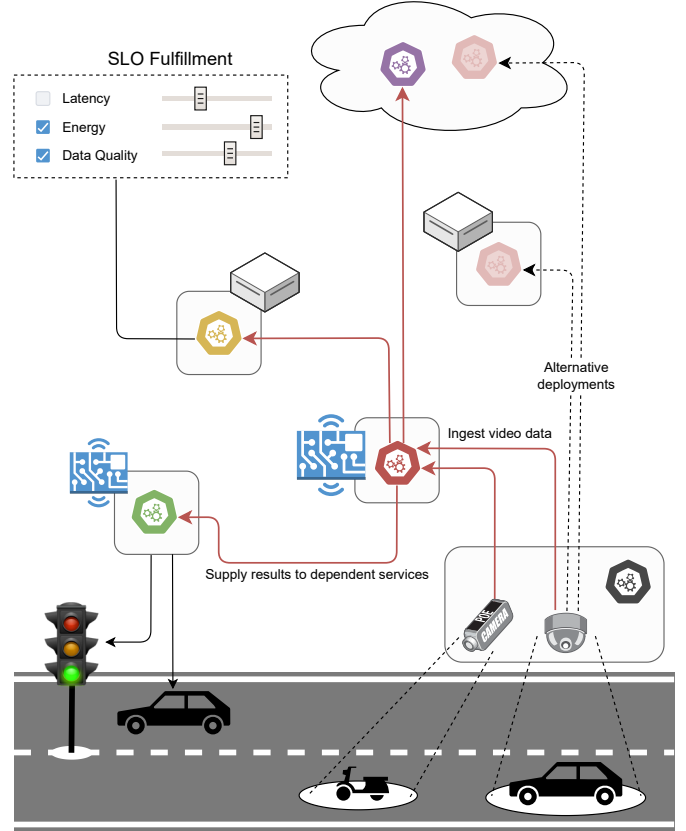 SLO Fulfillment
Latency
Energy
Data Quality
Alternative
deployments
Ingest video data
Supply results to dependent services
POE
CAMERA